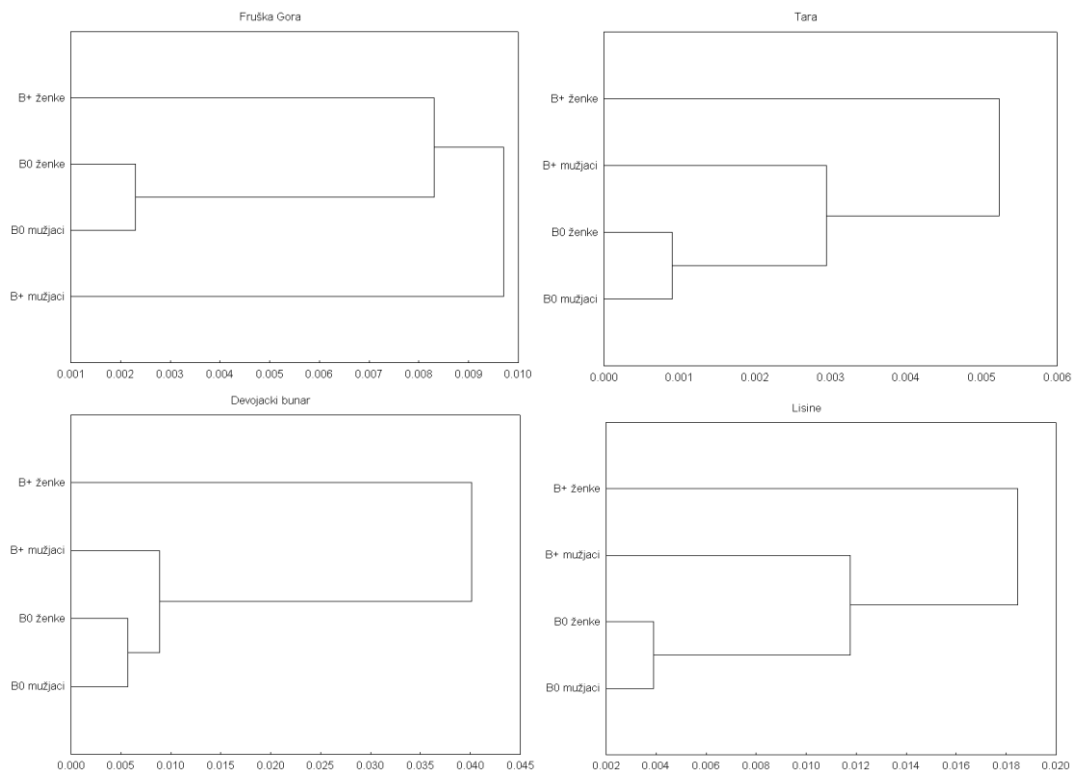 Fruška Gora
B+ ženke
B0 ženke
B0 mužjaci
B+ mužjaci
0.001 0.002 0.003 0.004 0.005 0.006 0.007 0.008 0.009 0.010
Tara
B+ ženke
B+ mužjaci
B0 ženke
B0 mužjaci
0.000 0.001 0.002 0.003 0.004 0.005 0.006
Devojacki bunar
B+ ženke
B+ mužjaci
B0 ženke
B0 mužjaci
0.000 0.005 0.010 0.015 0.020 0.025 0.030 0.035 0.040 0.045
Lisine
B+ ženke
B+ mužjaci
B0 ženke
B0 mužjaci
0.002 0.004 0.006 0.008 0.010 0.012 0.014 0.016 0.018 0.020